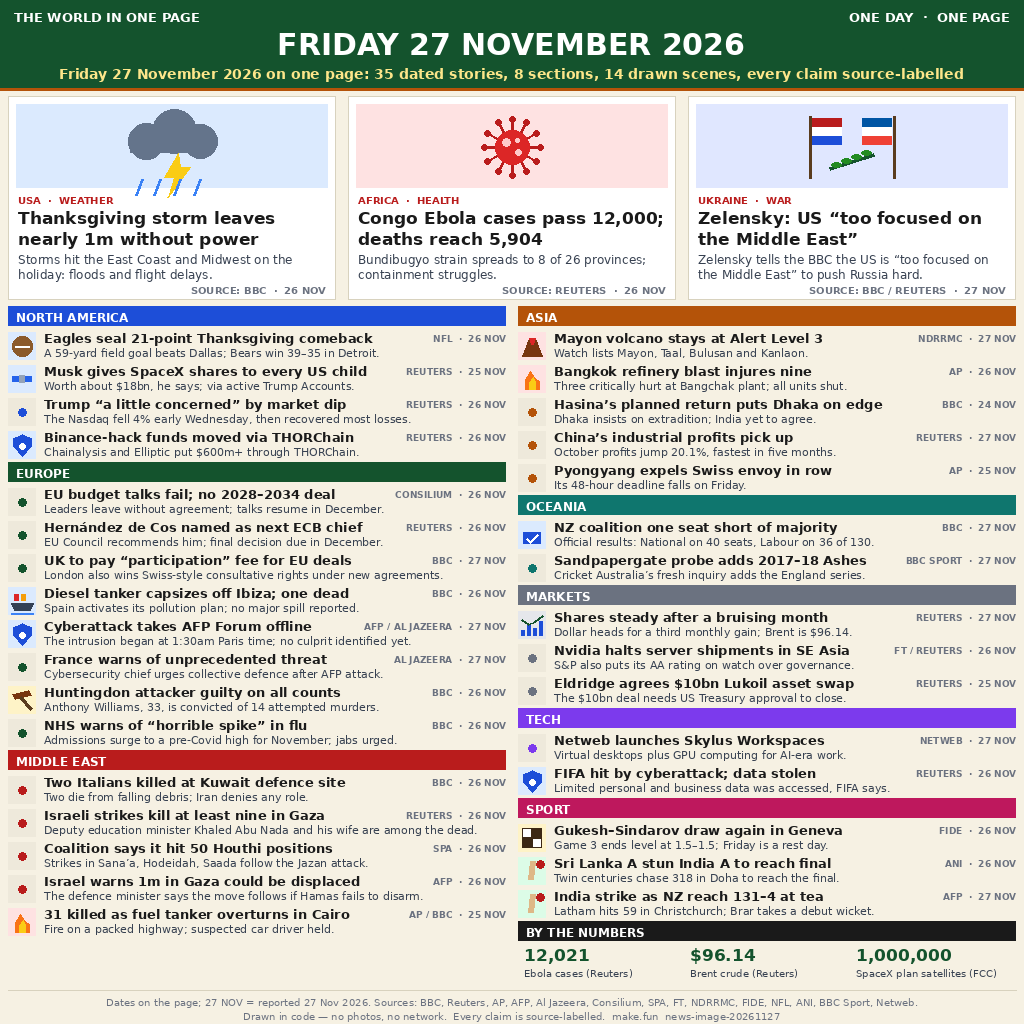 THE WORLD IN ONE PAGE
ONE DAY · ONE PAGE
FRIDAY 27 NOVEMBER 2026
Friday 27 November 2026 on one page: 35 dated stories, 8 sections, 14 drawn scenes, every claim source-labelled
USA · WEATHER
Thanksgiving storm leaves
nearly 1m without power
Storms hit the East Coast and Midwest on the
holiday: floods and flight delays.
SOURCE: BBC · 26 NOV
AFRICA · HEALTH
Congo Ebola cases pass 12,000;
deaths reach 5,904
Bundibugyo strain spreads to 8 of 26 provinces;
containment struggles.
SOURCE: REUTERS · 26 NOV
UKRAINE · WAR
Zelensky: US “too focused on
the Middle East”
Zelensky tells the BBC the US is “too focused on
the Middle East” to push Russia hard.
SOURCE: BBC / REUTERS · 27 NOV
NORTH AMERICA
Eagles seal 21-point Thanksgiving comeback
NFL · 26 NOV
A 59-yard field goal beats Dallas; Bears win 39–35 in Detroit.
Musk gives SpaceX shares to every US child
REUTERS · 25 NOV
Worth about $18bn, he says; via active Trump Accounts.
Trump “a little concerned” by market dip
REUTERS · 26 NOV
The Nasdaq fell 4% early Wednesday, then recovered most losses.
Binance-hack funds moved via THORChain
REUTERS · 26 NOV
Chainalysis and Elliptic put $600m+ through THORChain.
EUROPE
EU budget talks fail; no 2028–2034 deal
CONSILIUM · 26 NOV
Leaders leave without agreement; talks resume in December.
Hernández de Cos named as next ECB chief
REUTERS · 26 NOV
EU Council recommends him; final decision due in December.
UK to pay “participation” fee for EU deals
BBC · 27 NOV
London also wins Swiss-style consultative rights under new agreements.
Diesel tanker capsizes off Ibiza; one dead
BBC · 26 NOV
Spain activates its pollution plan; no major spill reported.
Cyberattack takes AFP Forum offline
AFP / AL JAZEERA · 27 NOV
The intrusion began at 1:30am Paris time; no culprit identified yet.
France warns of unprecedented threat
AL JAZEERA · 27 NOV
Cybersecurity chief urges collective defence after AFP attack.
Huntingdon attacker guilty on all counts
BBC · 26 NOV
Anthony Williams, 33, is convicted of 14 attempted murders.
NHS warns of “horrible spike” in flu
BBC · 26 NOV
Admissions surge to a pre-Covid high for November; jabs urged.
MIDDLE EAST
Two Italians killed at Kuwait defence site
BBC · 26 NOV
Two die from falling debris; Iran denies any role.
Israeli strikes kill at least nine in Gaza
REUTERS · 26 NOV
Deputy education minister Khaled Abu Nada and his wife are among the dead.
Coalition says it hit 50 Houthi positions
SPA · 26 NOV
Strikes in Sana’a, Hodeidah, Saada follow the Jazan attack.
Israel warns 1m in Gaza could be displaced
AFP · 26 NOV
The defence minister says the move follows if Hamas fails to disarm.
31 killed as fuel tanker overturns in Cairo
AP / BBC · 25 NOV
Fire on a packed highway; suspected car driver held.
ASIA
Mayon volcano stays at Alert Level 3
NDRRMC · 27 NOV
Watch lists Mayon, Taal, Bulusan and Kanlaon.
Bangkok refinery blast injures nine
AP · 26 NOV
Three critically hurt at Bangchak plant; all units shut.
Hasina’s planned return puts Dhaka on edge
BBC · 24 NOV
Dhaka insists on extradition; India yet to agree.
China’s industrial profits pick up
REUTERS · 27 NOV
October profits jump 20.1%, fastest in five months.
Pyongyang expels Swiss envoy in row
AP · 25 NOV
Its 48-hour deadline falls on Friday.
OCEANIA
NZ coalition one seat short of majority
BBC · 27 NOV
Official results: National on 40 seats, Labour on 36 of 130.
Sandpapergate probe adds 2017–18 Ashes
BBC SPORT · 27 NOV
Cricket Australia’s fresh inquiry adds the England series.
MARKETS
Shares steady after a bruising month
REUTERS · 27 NOV
Dollar heads for a third monthly gain; Brent is $96.14.
Nvidia halts server shipments in SE Asia
FT / REUTERS · 26 NOV
S&P also puts its AA rating on watch over governance.
Eldridge agrees $10bn Lukoil asset swap
REUTERS · 25 NOV
The $10bn deal needs US Treasury approval to close.
TECH
Netweb launches Skylus Workspaces
NETWEB · 27 NOV
Virtual desktops plus GPU computing for AI-era work.
FIFA hit by cyberattack; data stolen
REUTERS · 26 NOV
Limited personal and business data was accessed, FIFA says.
SPORT
Gukesh–Sindarov draw again in Geneva
FIDE · 26 NOV
Game 3 ends level at 1.5–1.5; Friday is a rest day.
Sri Lanka A stun India A to reach final
ANI · 26 NOV
Twin centuries chase 318 in Doha to reach the final.
India strike as NZ reach 131–4 at tea
AFP · 27 NOV
Latham hits 59 in Christchurch; Brar takes a debut wicket.
BY THE NUMBERS
12,021
$96.14
1,000,000
Ebola cases (Reuters)
Brent crude (Reuters)
SpaceX plan satellites (FCC)
Dates on the page; 27 NOV = reported 27 Nov 2026. Sources: BBC, Reuters, AP, AFP, Al Jazeera, Consilium, SPA, FT, NDRRMC, FIDE, NFL, ANI, BBC Sport, Netweb.
Drawn in code — no photos, no network. Every claim is source-labelled. make.fun news-image-20261127